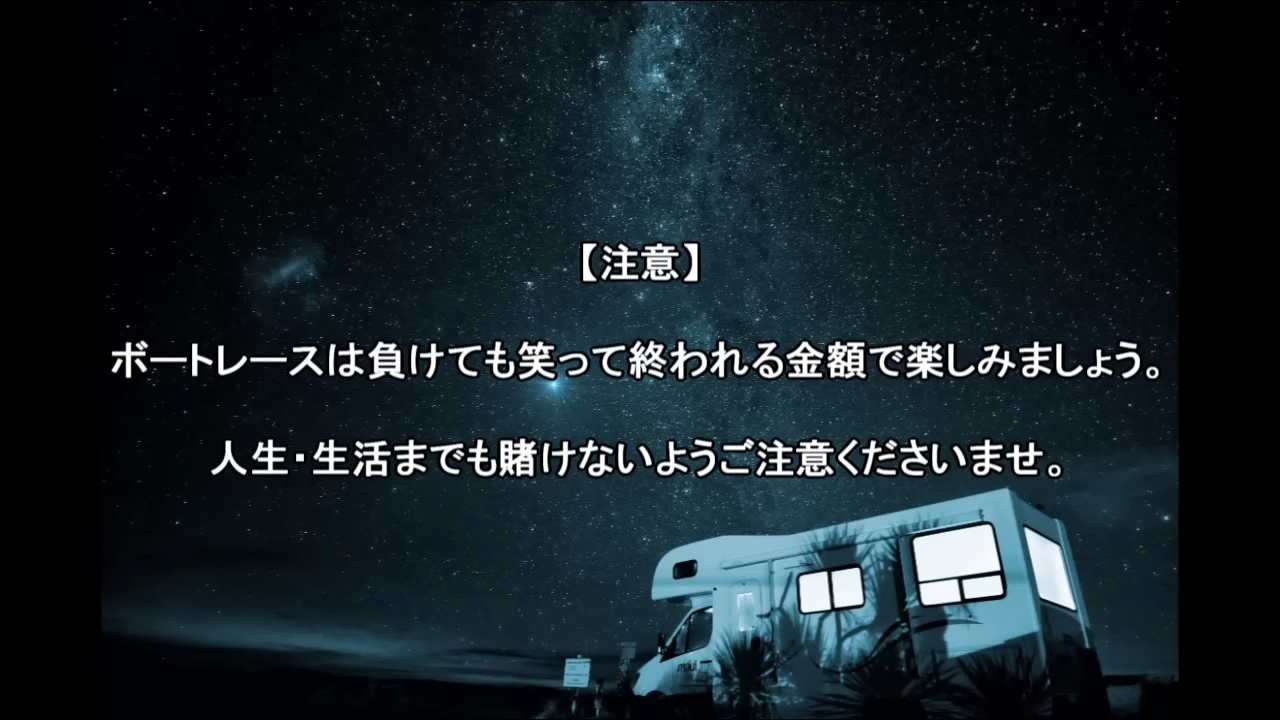 【注意】
ボートレースは負けても笑って終われる金額で楽しみましょう。
人生・生活までも賭けないようご注意くださいませ。
maui